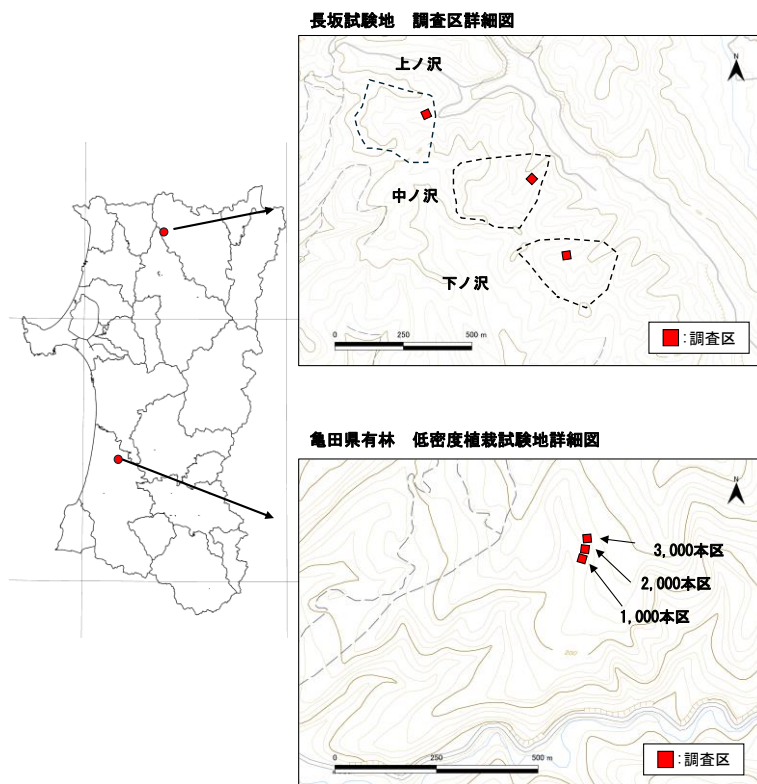 長坂試験地 調査区詳細図
上ノ沢
N
中ノ沢
下ノ沢
0 250 500 m
■:調査区
亀田県有林 低密度植栽試験地詳細図
N
3,000本区
2,000本区
1,000本区
200
0 250 500 m
■:調査区